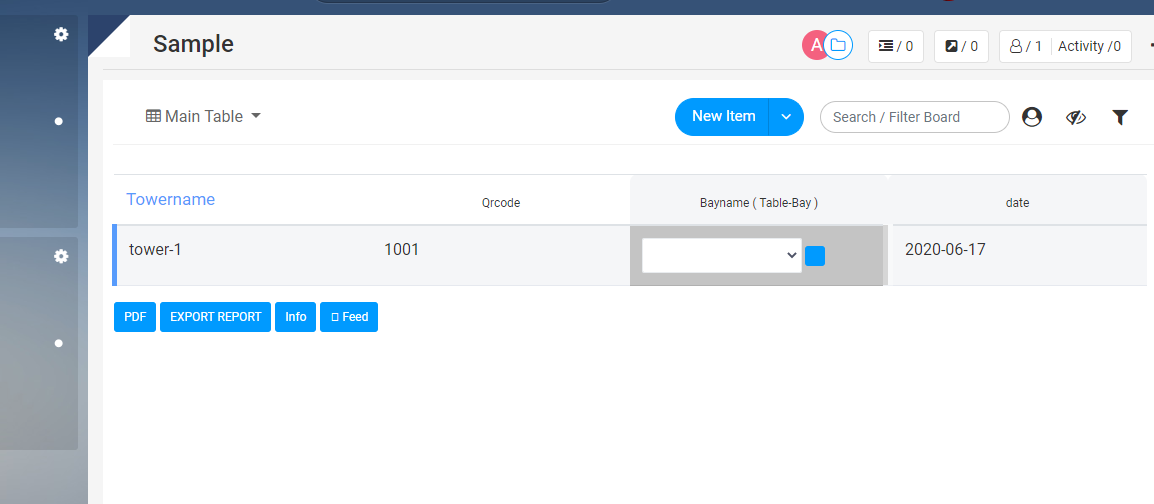 Sample
A
/ 0
/ 0
/ 1 Activity /0
Main Table
New Item
Search / Filter Board
Towername Qrcode Bayname ( Table-Bay ) date
tower-1 1001 2020-06-17
PDF EXPORT REPORT Info Feed